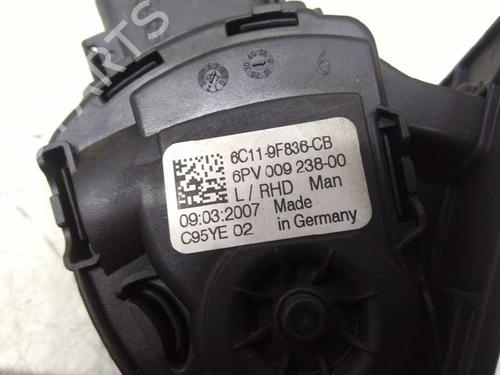 6C11-9F836-CB
6PV 009 238-00
L / RHD Man
09:03:2007 Made
C95YE 02 in Germany
6